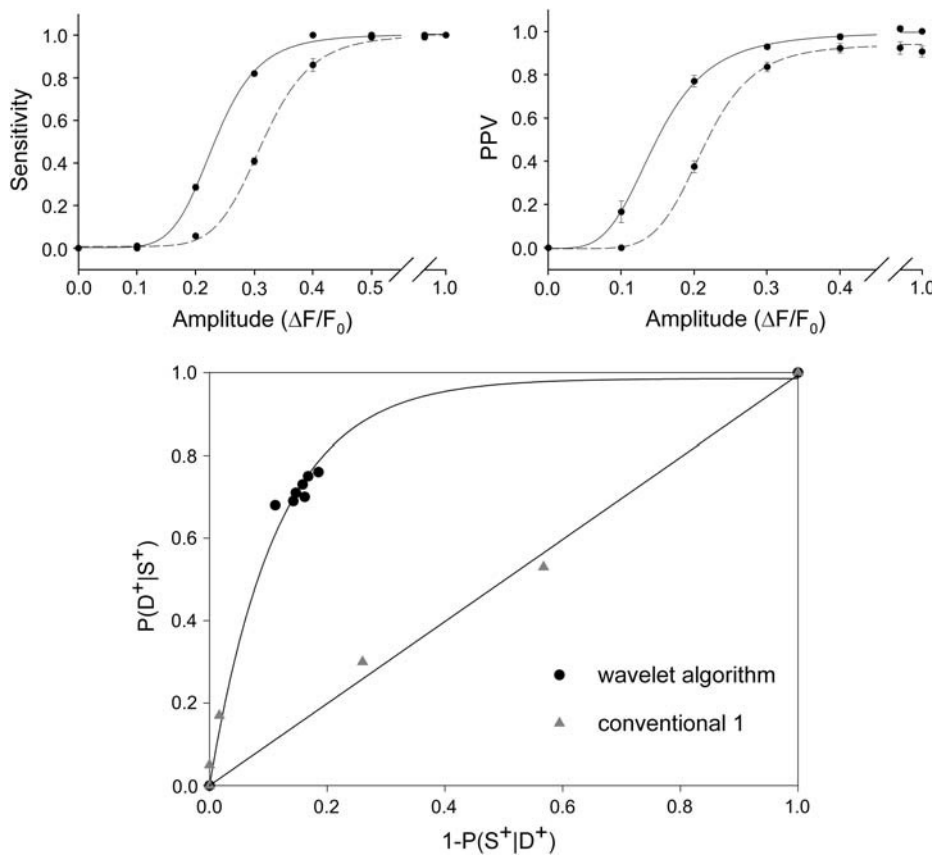 Sensitivity
1.0
0.8
0.6
0.4
0.2
0.0
0.0 0.1 0.2 0.3 0.4 0.5 1.0
Amplitude (ΔF/F₀)
PPV
1.0
0.8
0.6
0.4
0.2
0.0
0.0 0.1 0.2 0.3 0.4 1.0
Amplitude (ΔF/F₀)
P(D⁺|S⁺)
1.0
0.8
0.6
0.4
0.2
0.0
wavelet algorithm
conventional 1
0.0 0.2 0.4 0.6 0.8 1.0
1-P(S⁺|D⁺)